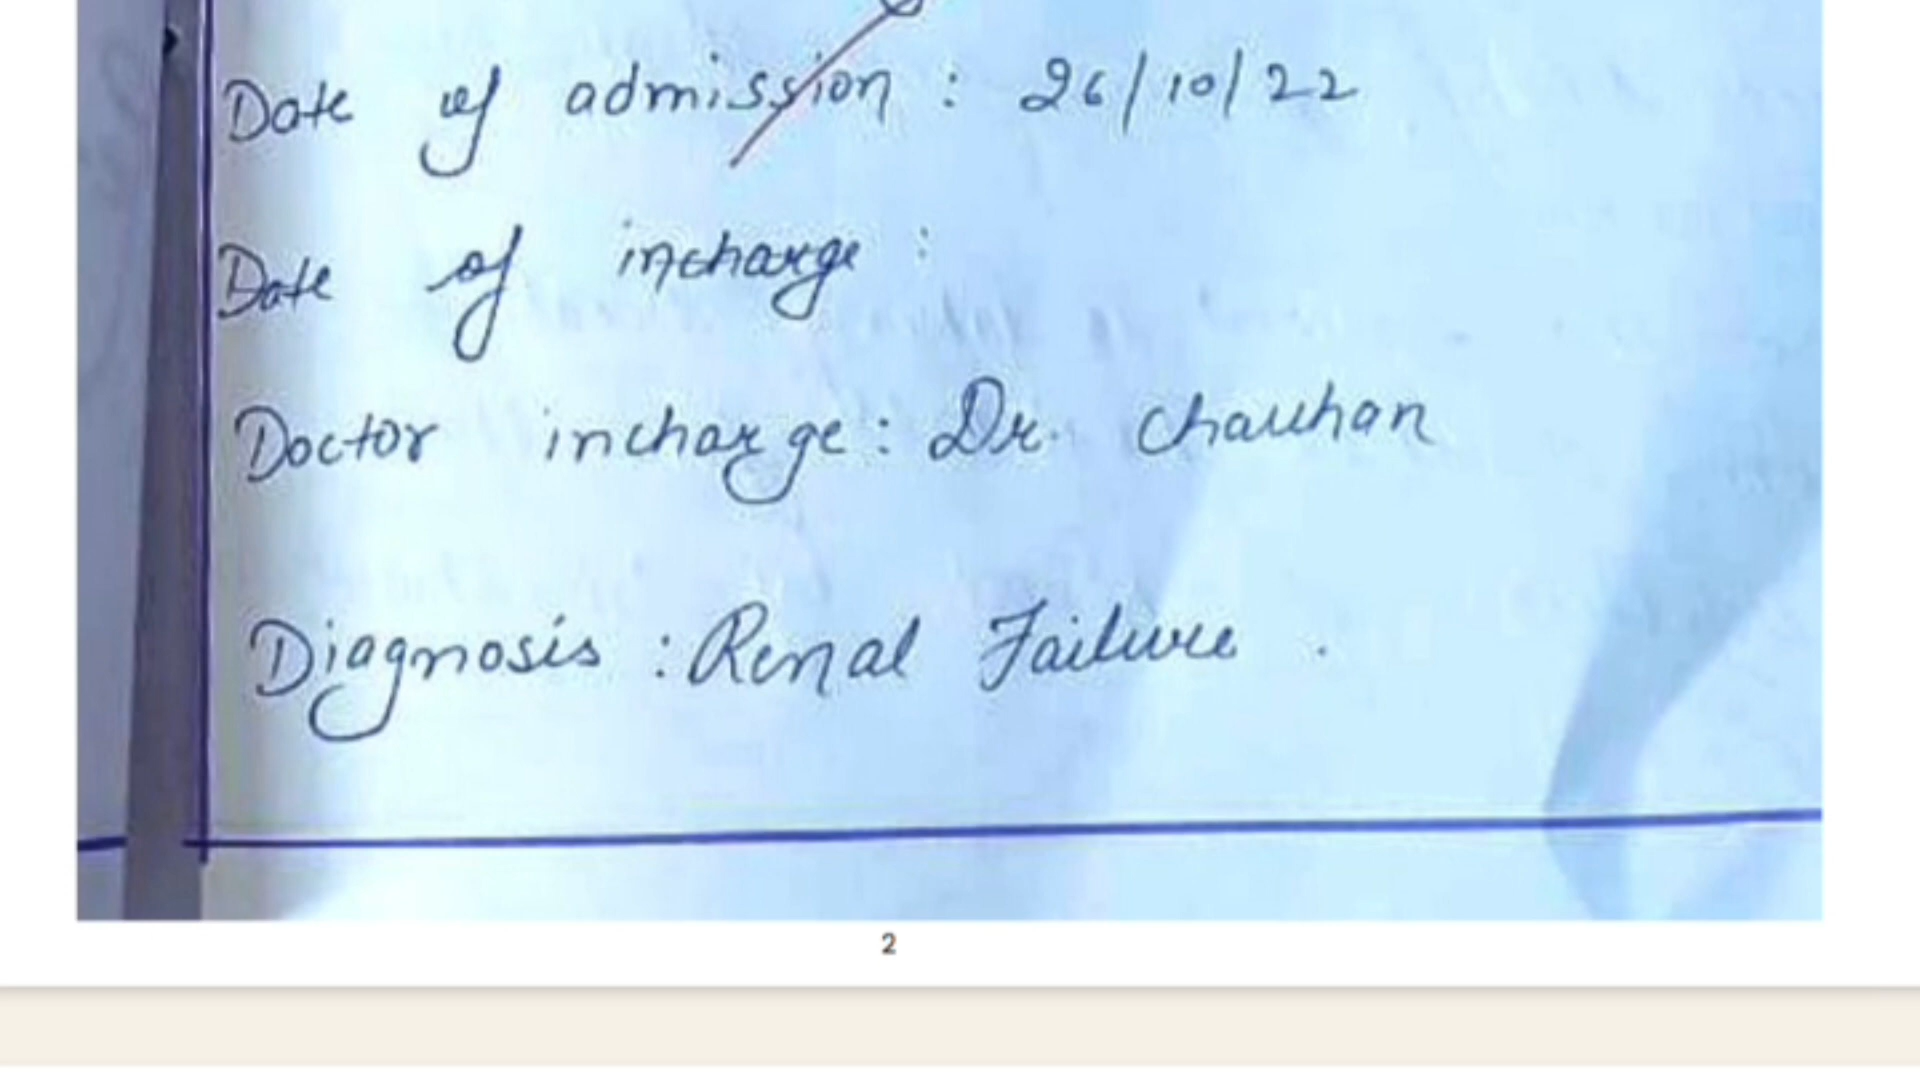 Date of admission : 26/10/22
Date of incharge :
Doctor incharge : Dr. Chauhan
Diagnosis : Renal Failure .
2